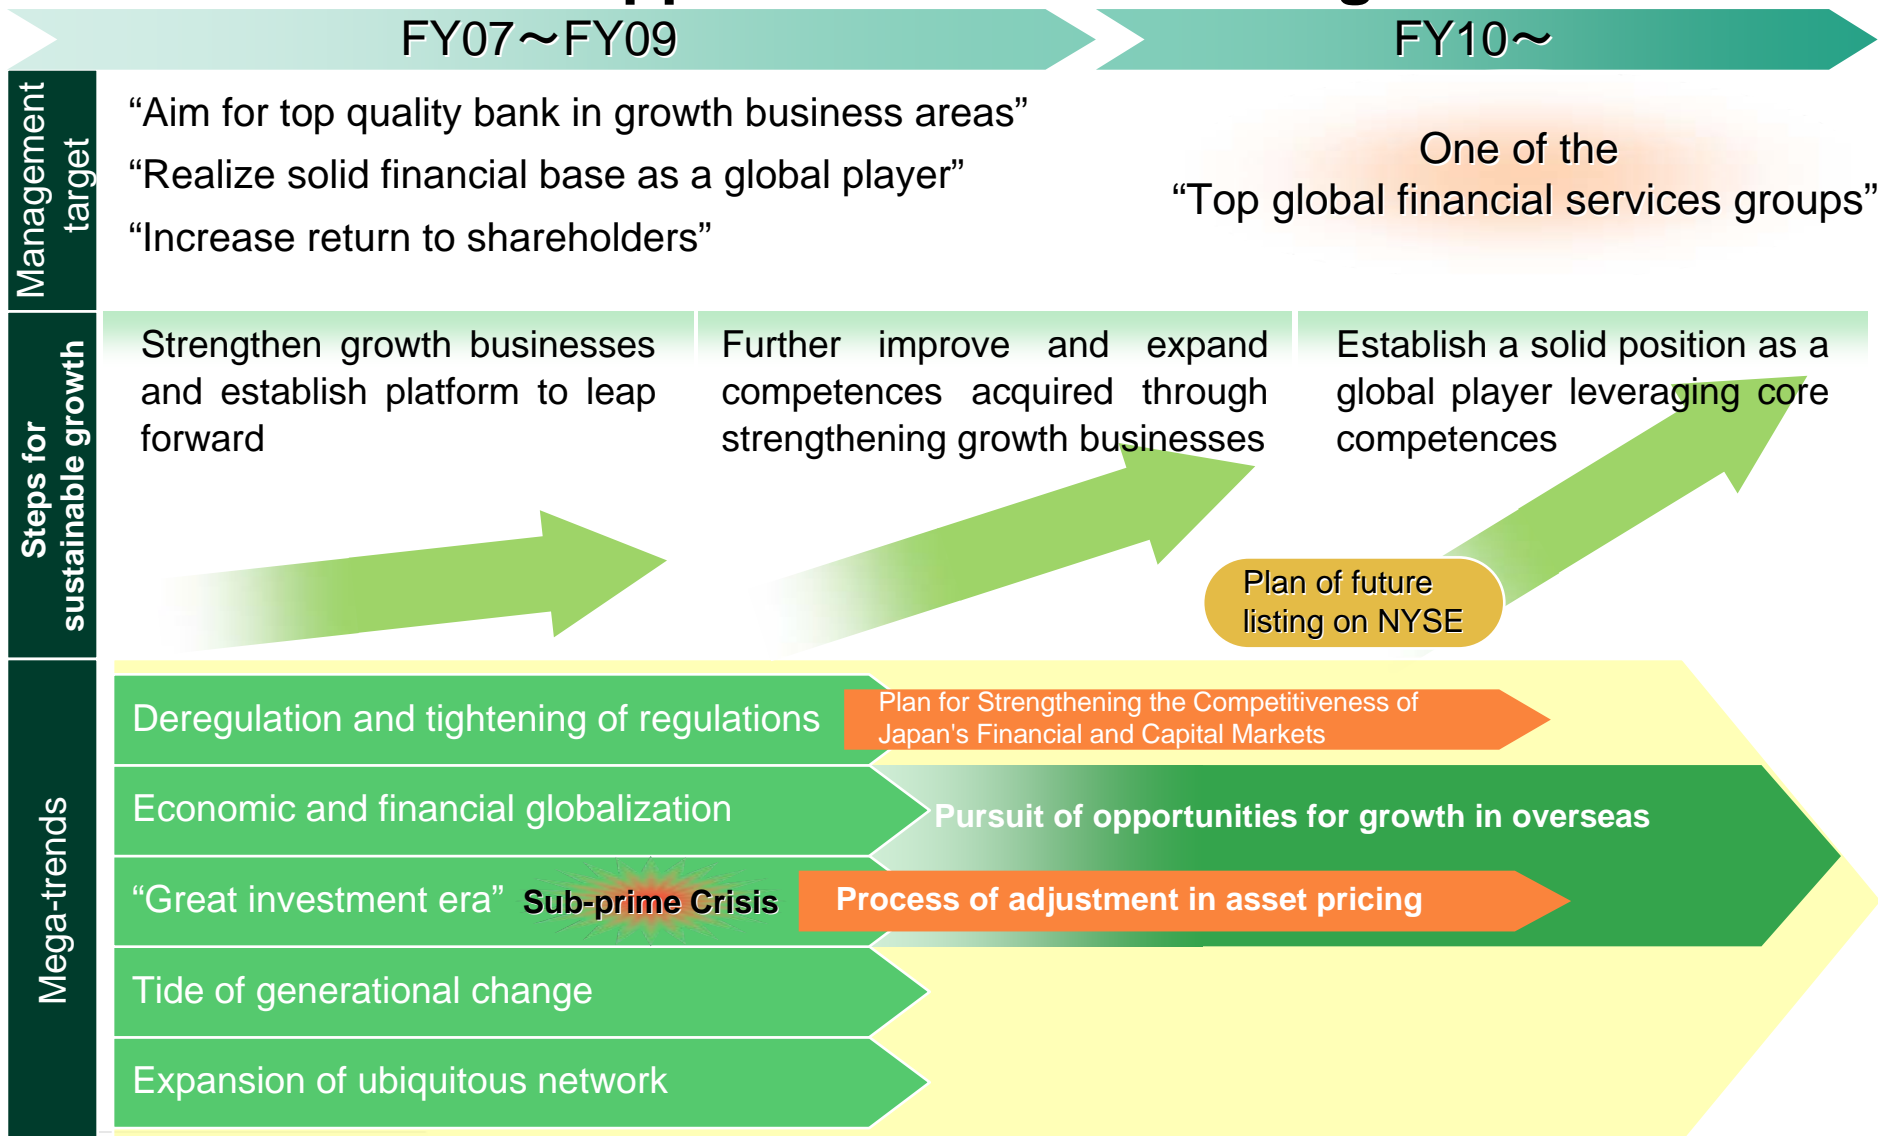 FY07～FY09
FY10～
Management
target
“Aim for top quality bank in growth business areas”
“Realize solid financial base as a global player”
“Increase return to shareholders”
One of the
“Top global financial services groups”
Steps for
sustainable growth
Strengthen growth businesses
and establish platform to leap
forward
Further improve and expand
competences acquired through
strengthening growth businesses
Establish a solid position as a
global player leveraging core
competences
Plan of future
listing on NYSE
Mega-trends
Deregulation and tightening of regulations
Plan for Strengthening the Competitiveness of
Japan's Financial and Capital Markets
Economic and financial globalization
Pursuit of opportunities for growth in overseas
“Great investment era”
Sub-prime Crisis
Process of adjustment in asset pricing
Tide of generational change
Expansion of ubiquitous network